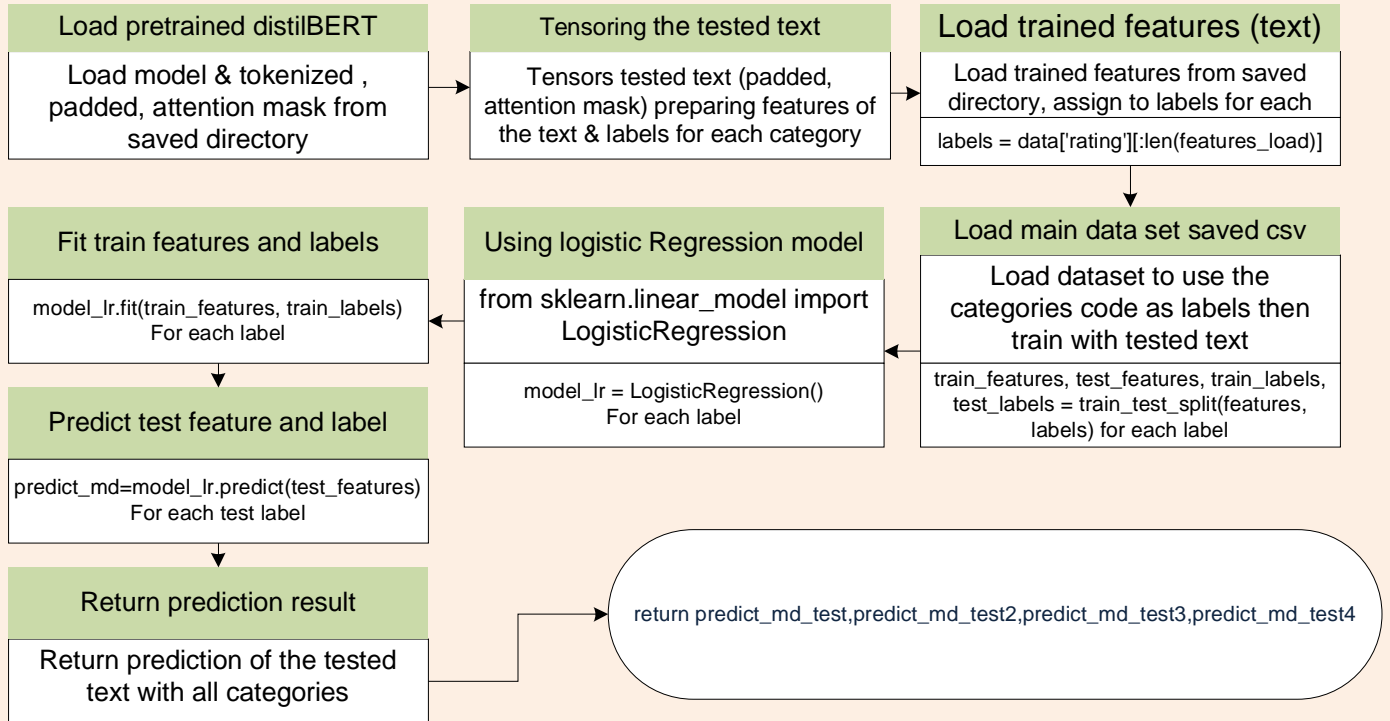 Load pretrained distilBERT
Load model & tokenized ,
padded, attention mask from
saved directory
Tensoring the tested text
Tensors tested text (padded,
attention mask) preparing features of
the text & labels for each category
Load trained features (text)
Load trained features from saved
directory, assign to labels for each
labels = data['rating'][:len(features_load)]
Load main data set saved csv
Load dataset to use the
categories code as labels then
train with tested text
train_features, test_features, train_labels,
test_labels = train_test_split(features,
labels) for each label
Using logistic Regression model
from sklearn.linear_model import
LogisticRegression
model_lr = LogisticRegression()
For each label
Fit train features and labels
model_lr.fit(train_features, train_labels)
For each label
Predict test feature and label
predict_md=model_lr.predict(test_features)
For each test label
Return prediction result
Return prediction of the tested
text with all categories
return predict_md_test,predict_md_test2,predict_md_test3,predict_md_test4